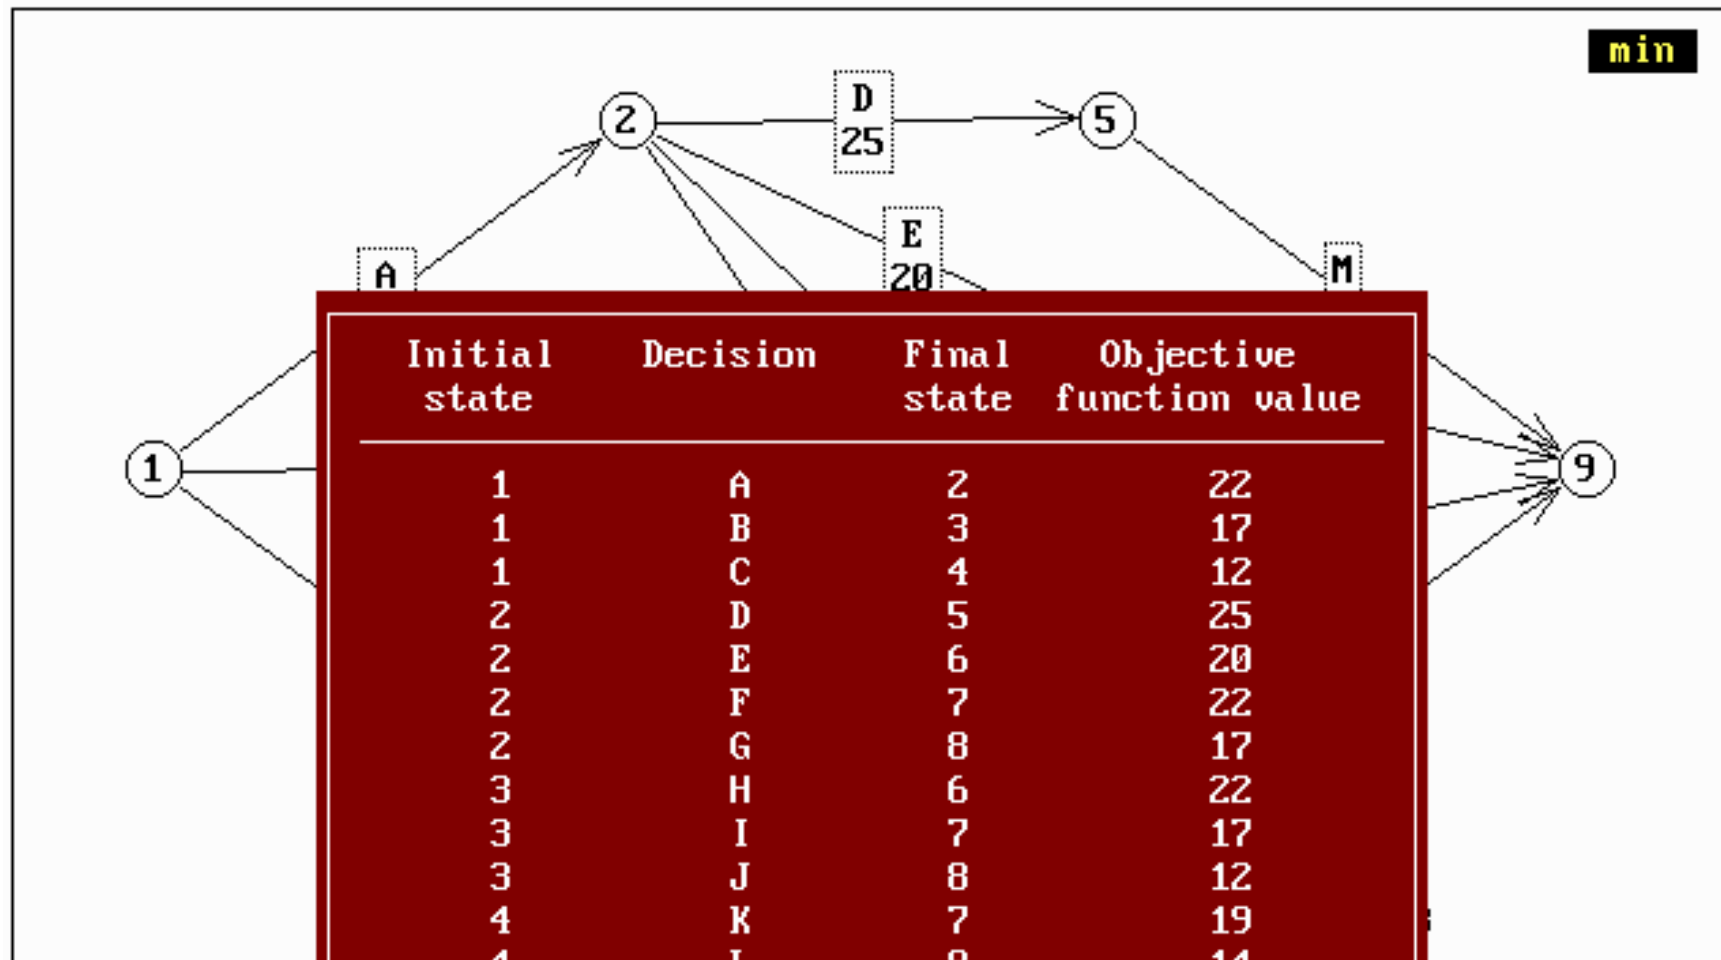 min
D
2 5
25
E
20
A
M
Initial Decision Final Objective
state state function value
1 9
1 A 2 22
1 B 3 17
1 C 4 12
2 D 5 25
2 E 6 20
2 F 7 22
2 G 8 17
3 H 6 22
3 I 7 17
3 J 8 12
4 K 7 19